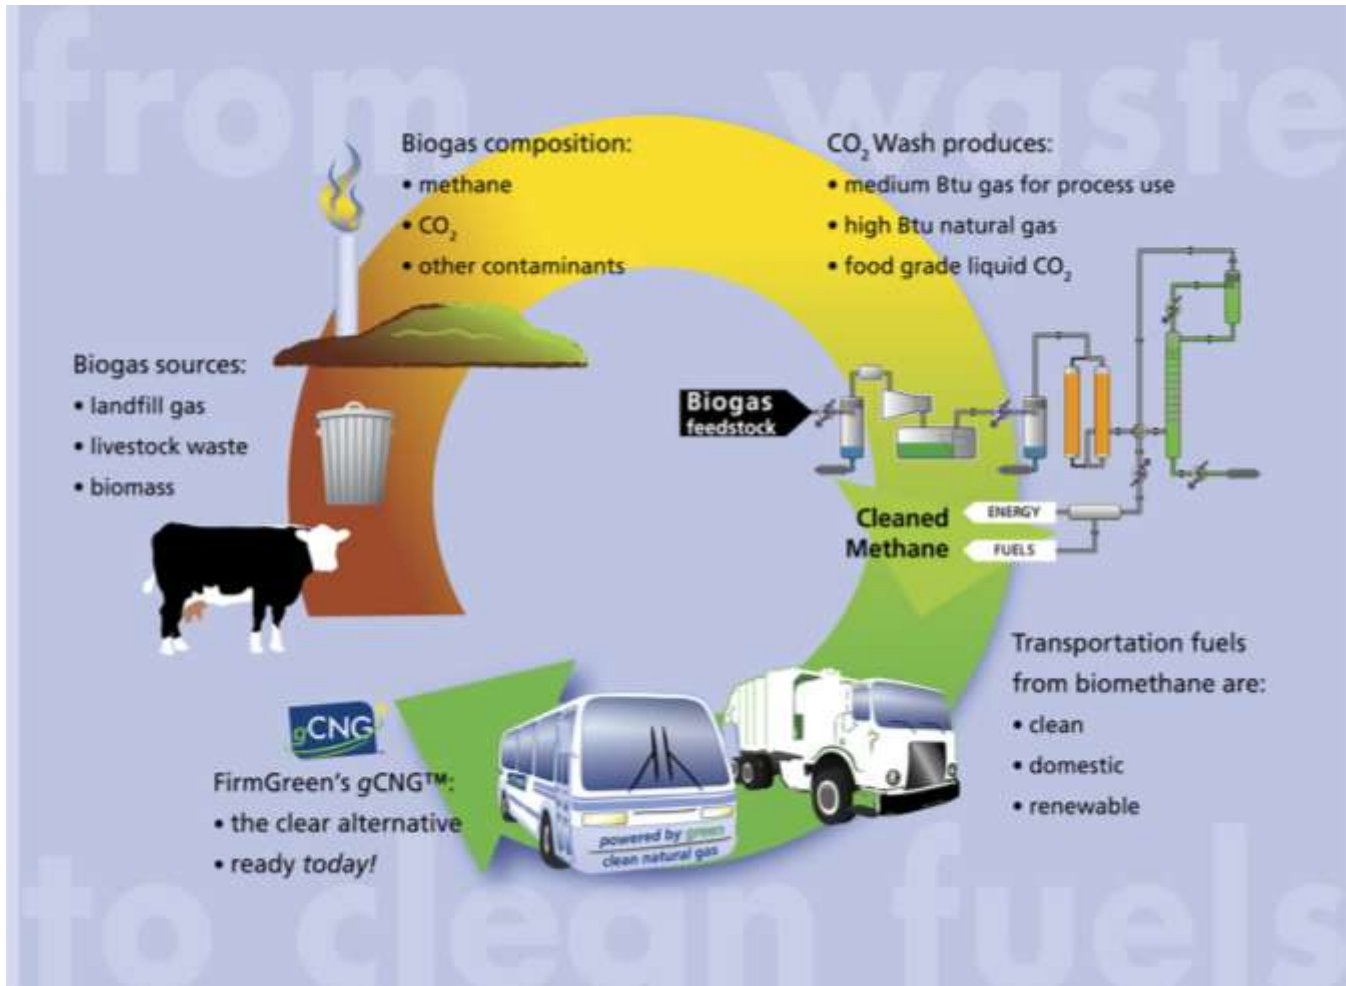 from waste
Biogas composition:
• methane
• CO₂
• other contaminants
CO₂ Wash produces:
• medium Btu gas for process use
• high Btu natural gas
• food grade liquid CO₂
Biogas sources:
• landfill gas
• livestock waste
• biomass
Biogas
feedstock
Cleaned
Methane
ENERGY
FUELS
Transportation fuels
from biomethane are:
• clean
• domestic
• renewable
gCNG
FirmGreen's gCNG™:
• the clear alternative
• ready today!
powered by green
clean natural gas
to clean fuels